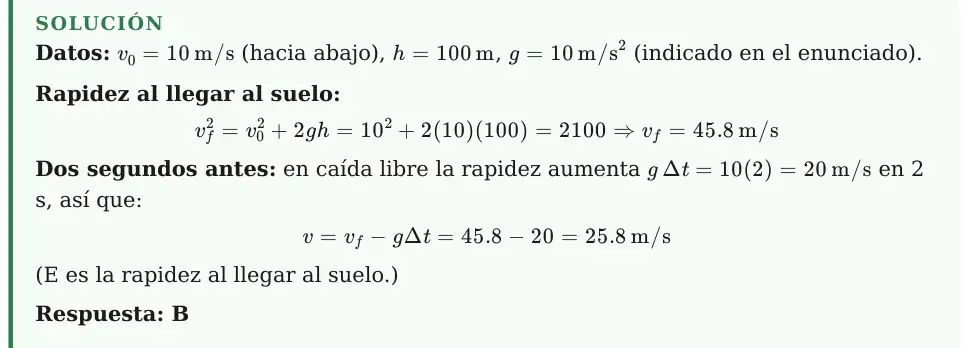 SOLUCIÓN
Datos: v₀ = 10 m/s (hacia abajo), h = 100 m, g = 10 m/s² (indicado en el enunciado).
Rapidez al llegar al suelo:
v_f² = v₀² + 2gh = 10² + 2(10)(100) = 2100 ⇒ v_f = 45.8 m/s
Dos segundos antes: en caída libre la rapidez aumenta g Δt = 10(2) = 20 m/s en 2
s, así que:
v = v_f − gΔt = 45.8 − 20 = 25.8 m/s
(E es la rapidez al llegar al suelo.)
Respuesta: B